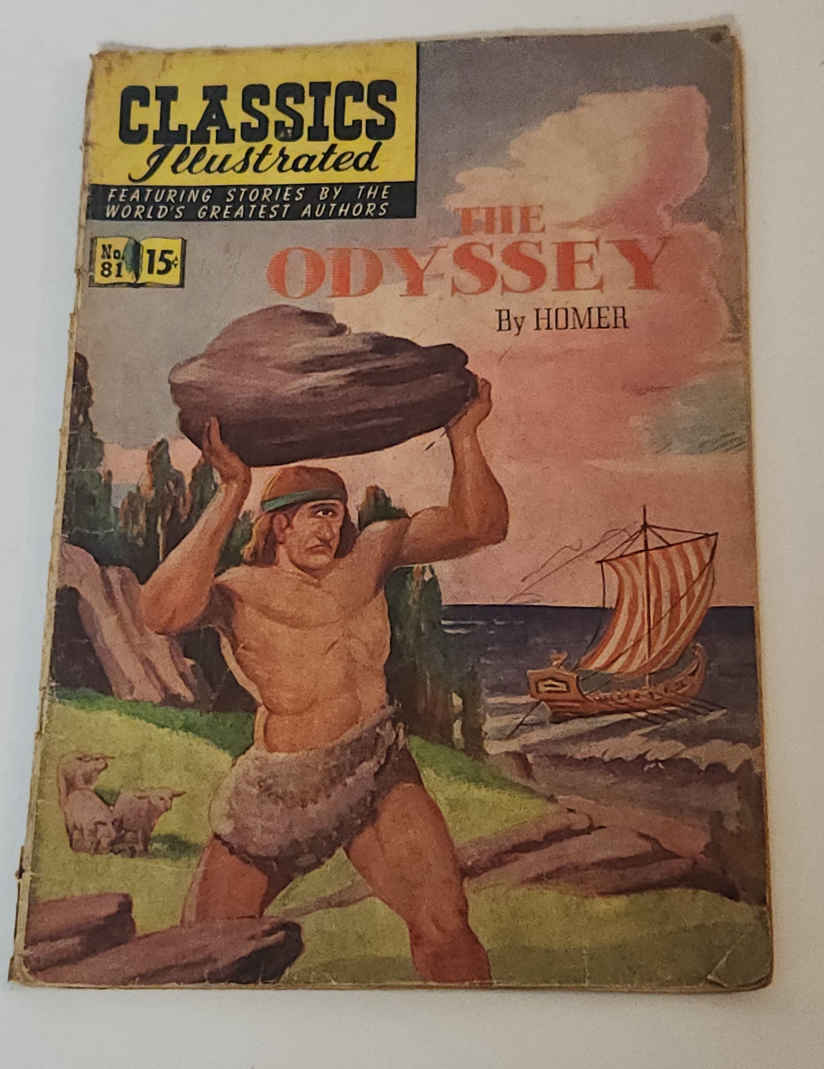 CLASSICS
Illustrated
FEATURING STORIES BY THE
WORLD'S GREATEST AUTHORS
No. 81 15¢
THE
ODYSSEY
By HOMER